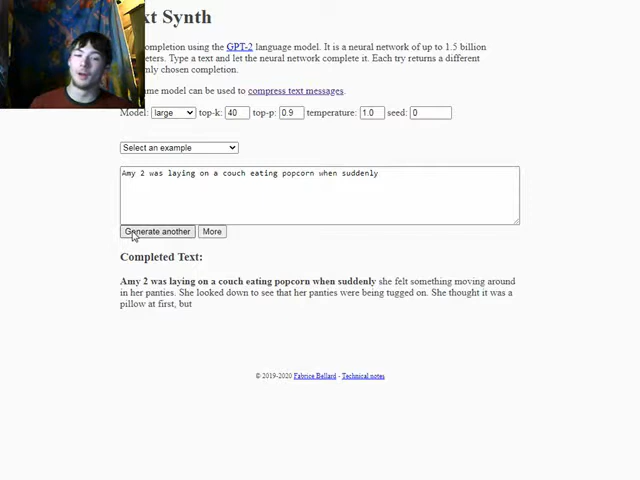 xt Synth
completion using the GPT-2 language model. It is a neural network of up to 1.5 billion
eters. Type a text and let the neural network complete it. Each try returns a different
nly chosen completion.
ame model can be used to compress text messages.
Model: large top-k: 40 top-p: 0.9 temperature: 1.0 seed: 0
Select an example
Amy 2 was laying on a couch eating popcorn when suddenly
Generate another More
Completed Text:
Amy 2 was laying on a couch eating popcorn when suddenly she felt something moving around
in her panties. She looked down to see that her panties were being tugged on. She thought it was a
pillow at first, but
© 2019-2020 Fabrice Bellard - Technical notes